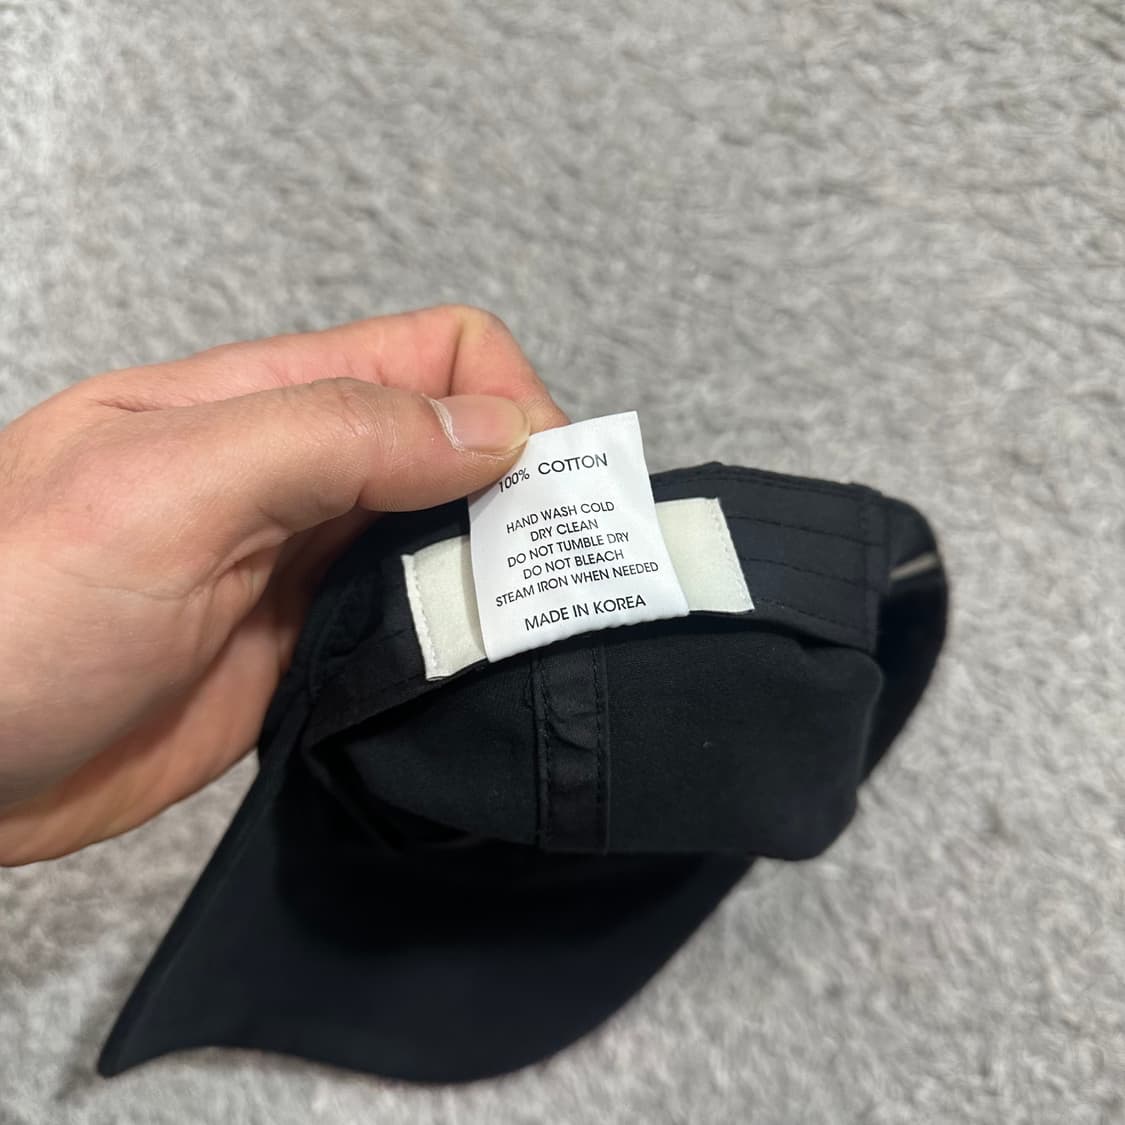 100% COTTON
HAND WASH COLD
DRY CLEAN
DO NOT TUMBLE DRY
DO NOT BLEACH
STEAM IRON WHEN NEEDED
MADE IN KOREA